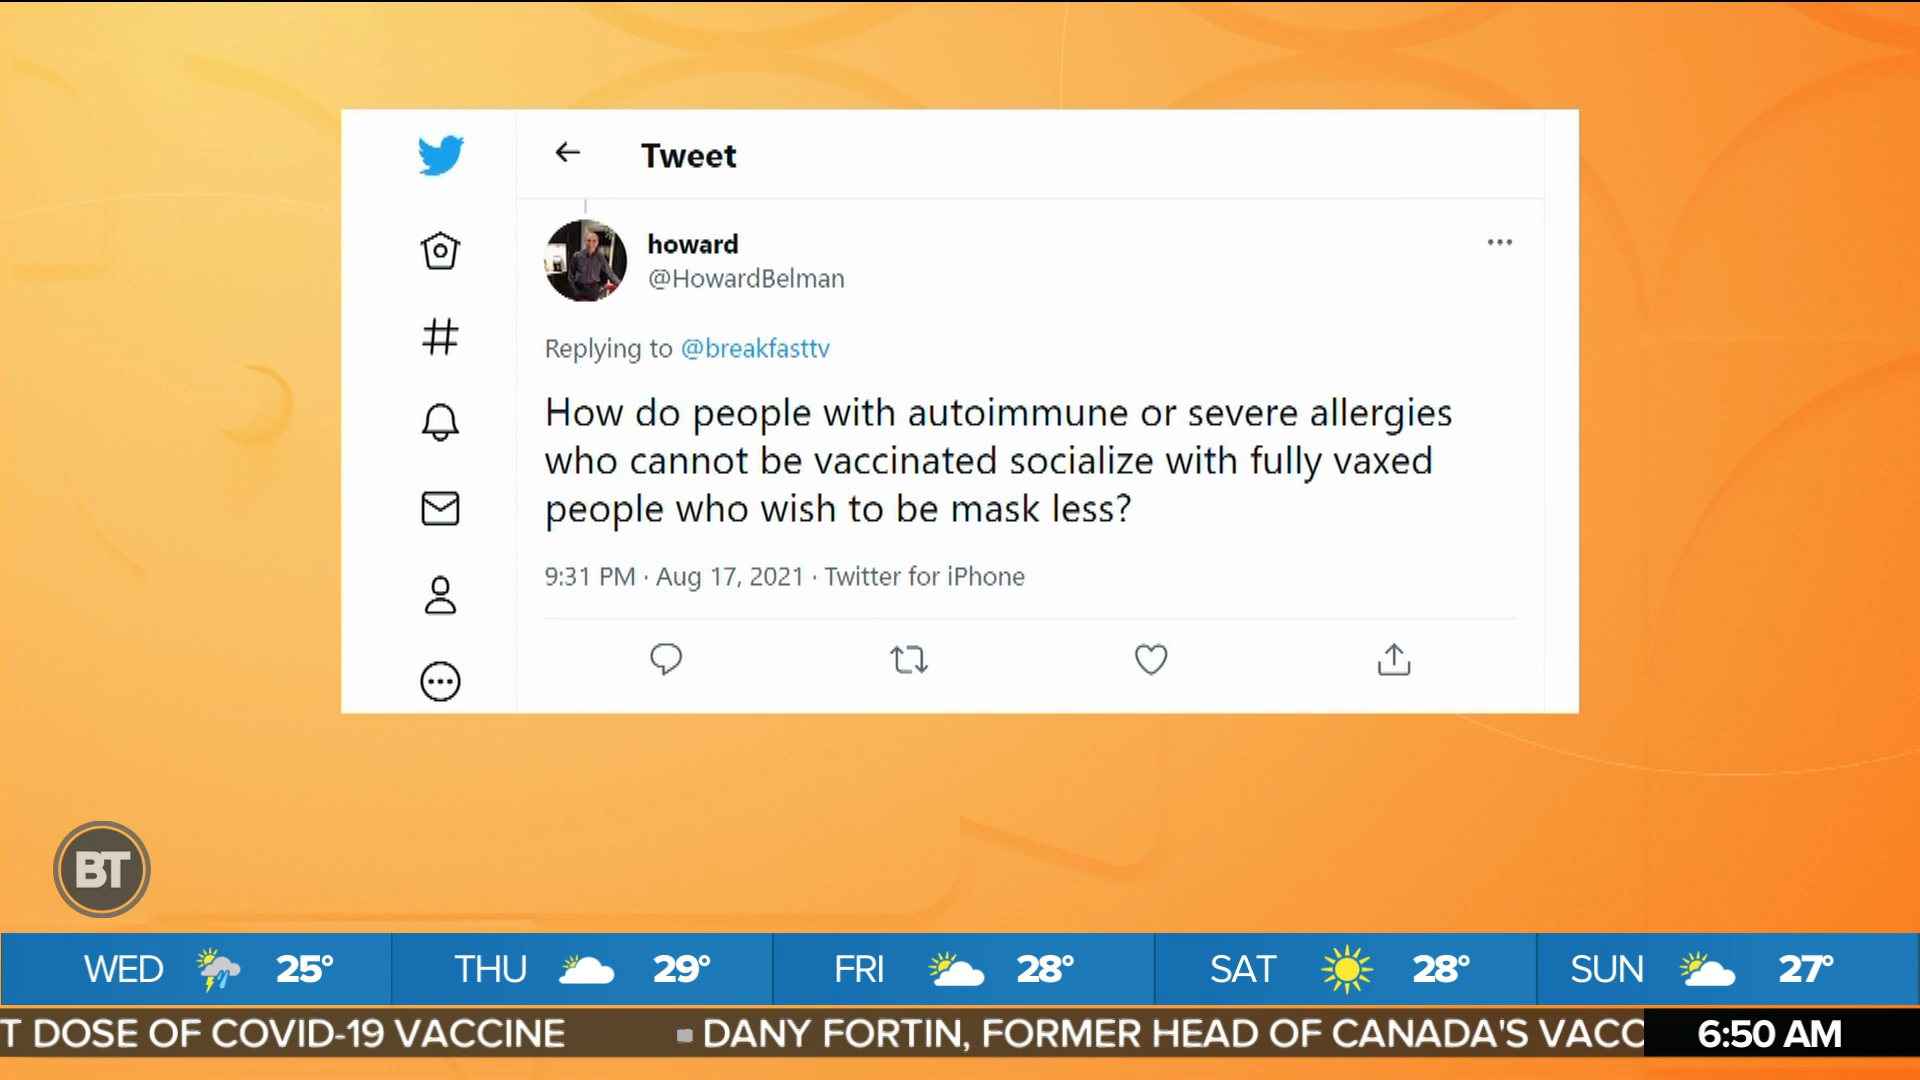 Tweet
howard
@HowardBelman
Replying to @breakfasttv
How do people with autoimmune or severe allergies
who cannot be vaccinated socialize with fully vaxed
people who wish to be mask less?
9:31 PM · Aug 17, 2021 · Twitter for iPhone
BT
WED 25° THU 29° FRI 28° SAT 28° SUN 27°
T DOSE OF COVID-19 VACCINE ▪ DANY FORTIN, FORMER HEAD OF CANADA'S VACC 6:50 AM